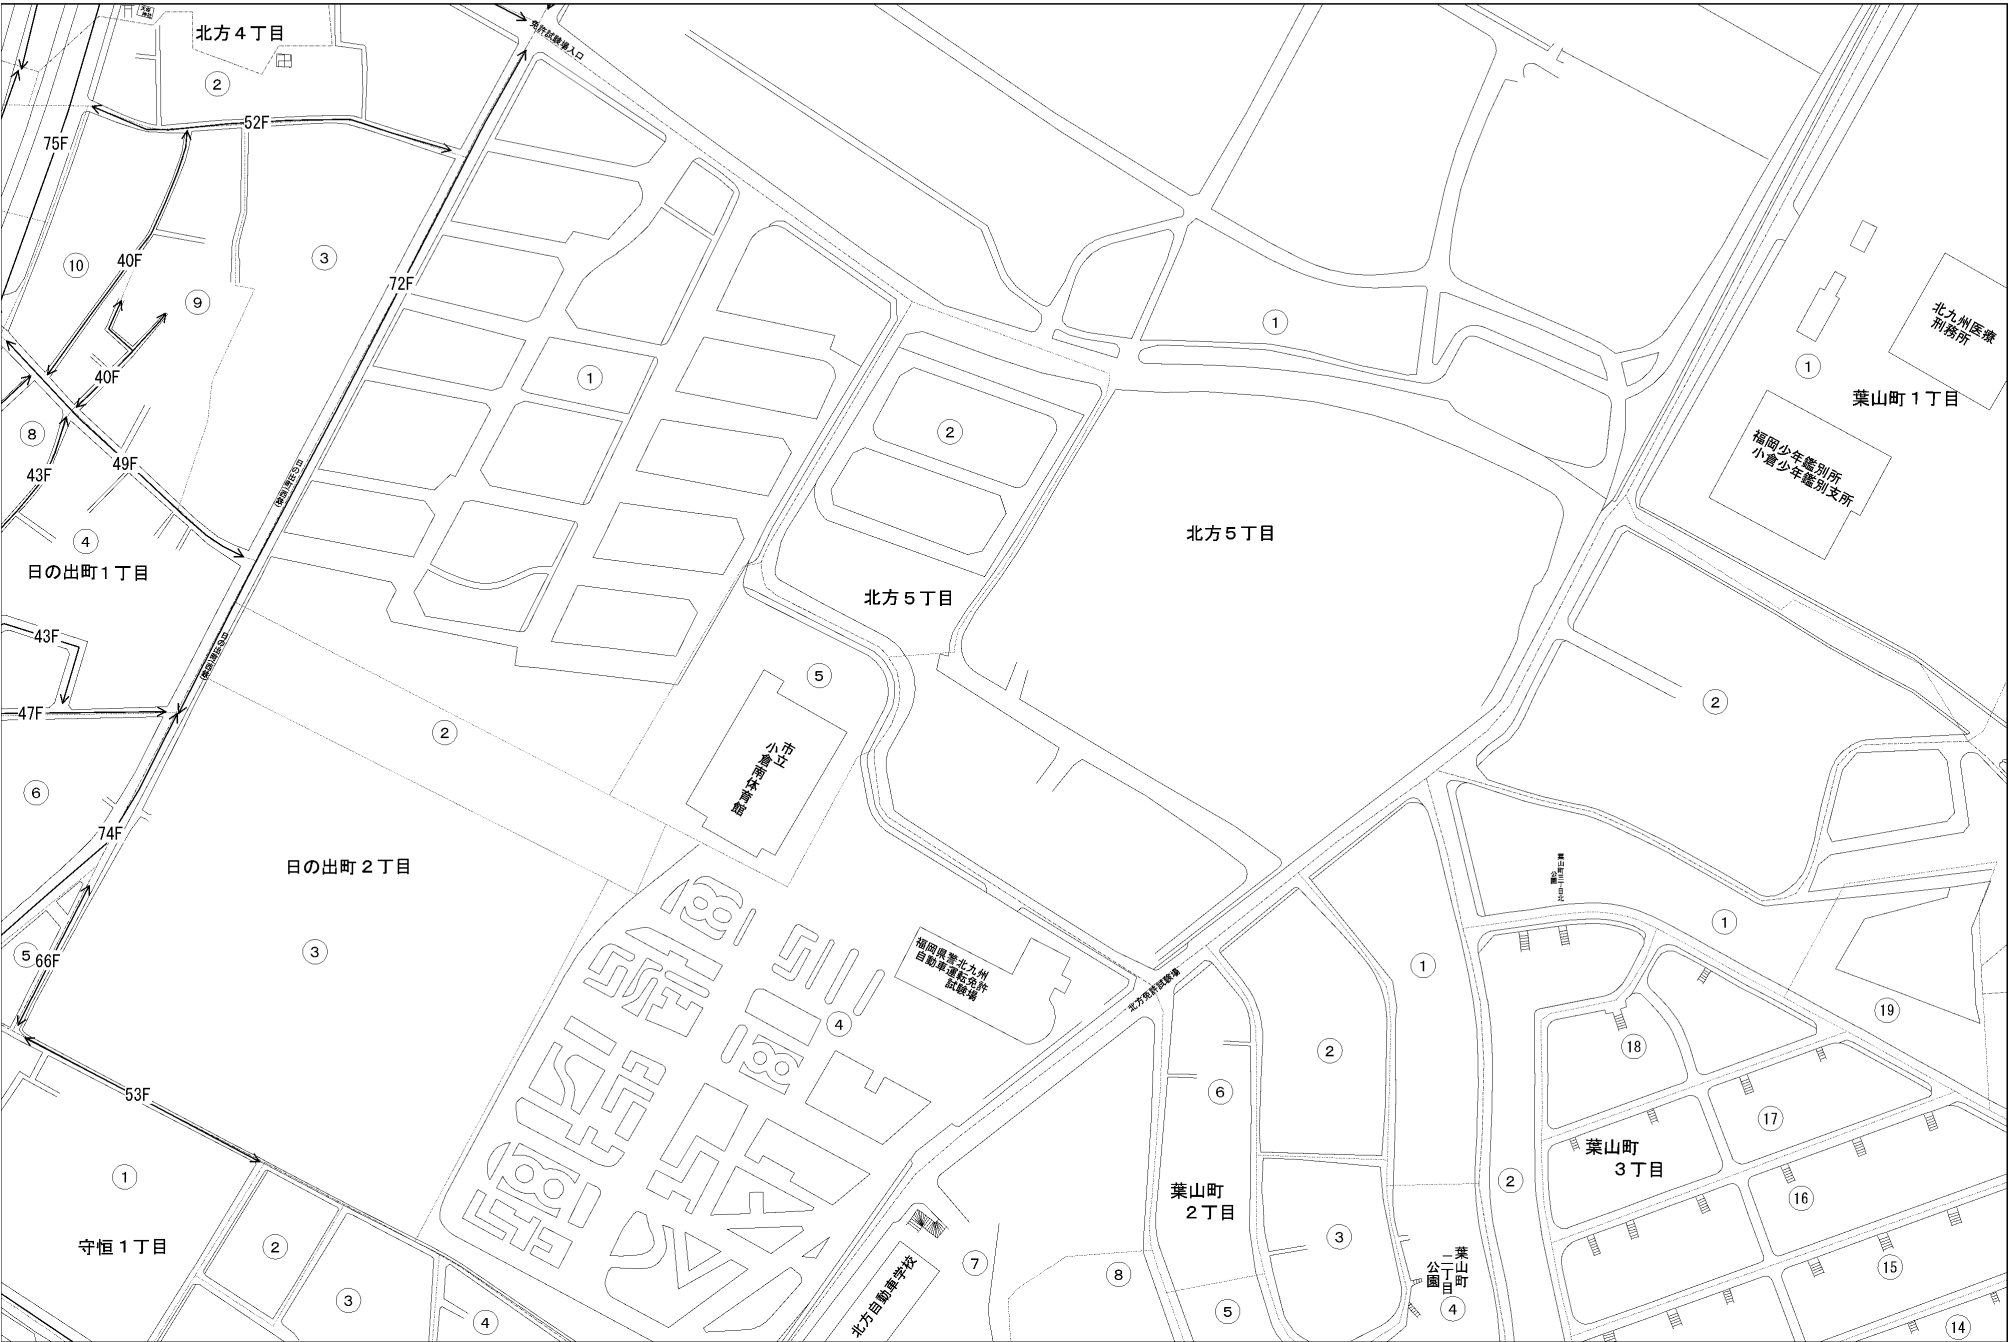 北方４丁目
免許試験場入口
②
52F
75F
③
⑩
40F
72F
⑨
①
①
北九州医療
刑務所
①
葉山町１丁目
40F
⑧
②
福岡少年鑑別所
小倉少年鑑別支所
49F
43F
北方５丁目
④
日の出町１丁目
北方５丁目
43F
⑤
②
47F
②
市立
小倉南体育館
⑥
74F
日の出町２丁目
葉山町三丁目北
公園
①
③
⑤
66F
福岡県警北九州
自動車運転免許
試験場
①
北方免許試験場
④
⑲
②
⑱
53F
⑥
⑰
葉山町
３丁目
①
②
葉山町
２丁目
⑯
守恒１丁目
②
③
葉山町
二丁目
公園
⑦
⑧
⑮
北方自動車学校
③
⑤
④
④
⑭